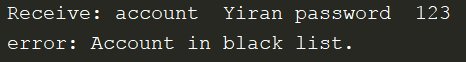 Receive: account  Yiran password  123
error: Account in black list.